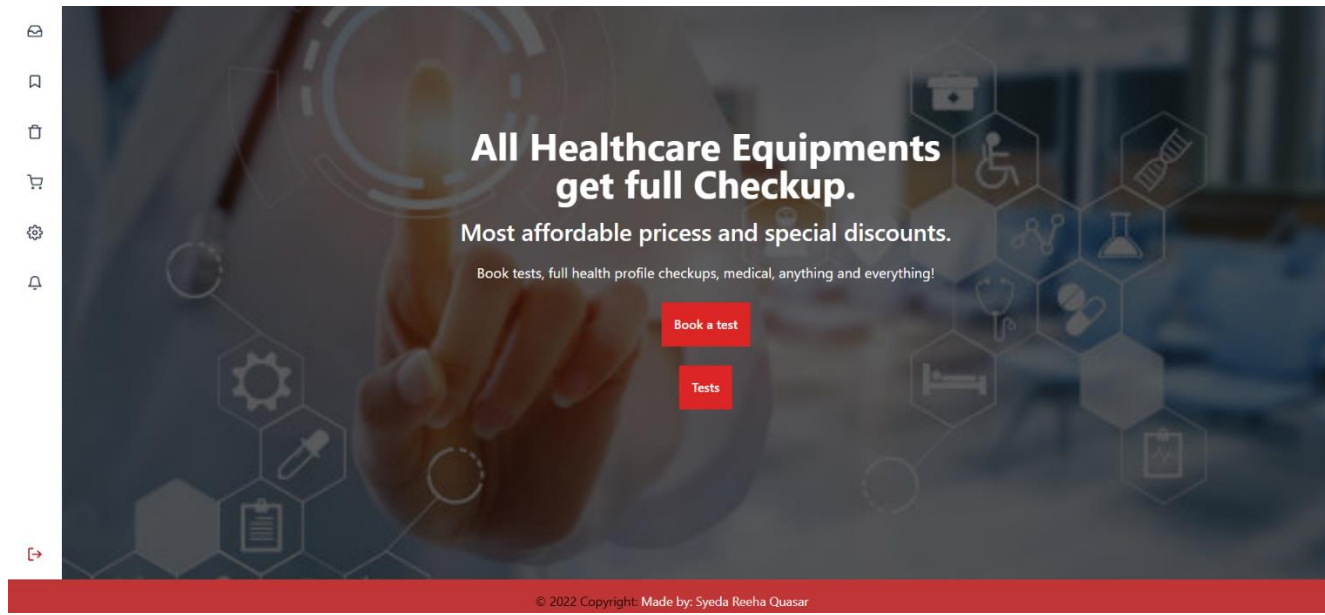 All Healthcare Equipments
get full Checkup.
Most affordable pricess and special discounts.
Book tests, full health profile checkups, medical, anything and everything!
Book a test
Tests
© 2022 Copyright: Made by: Syeda Reeha Quasar